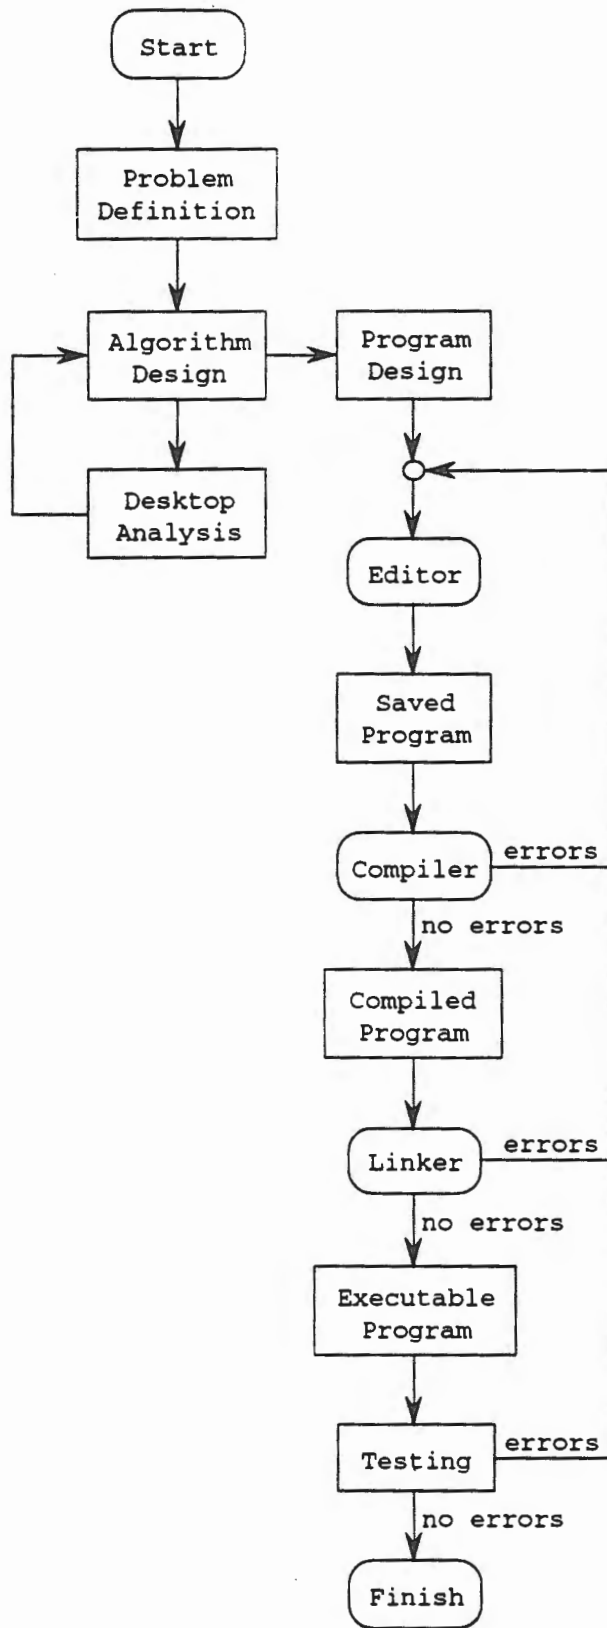 Start
Problem
Definition
Algorithm
Design
Program
Design
Desktop
Analysis
Editor
Saved
Program
Compiler
errors
no errors
Compiled
Program
Linker
errors
no errors
Executable
Program
Testing
errors
no errors
Finish